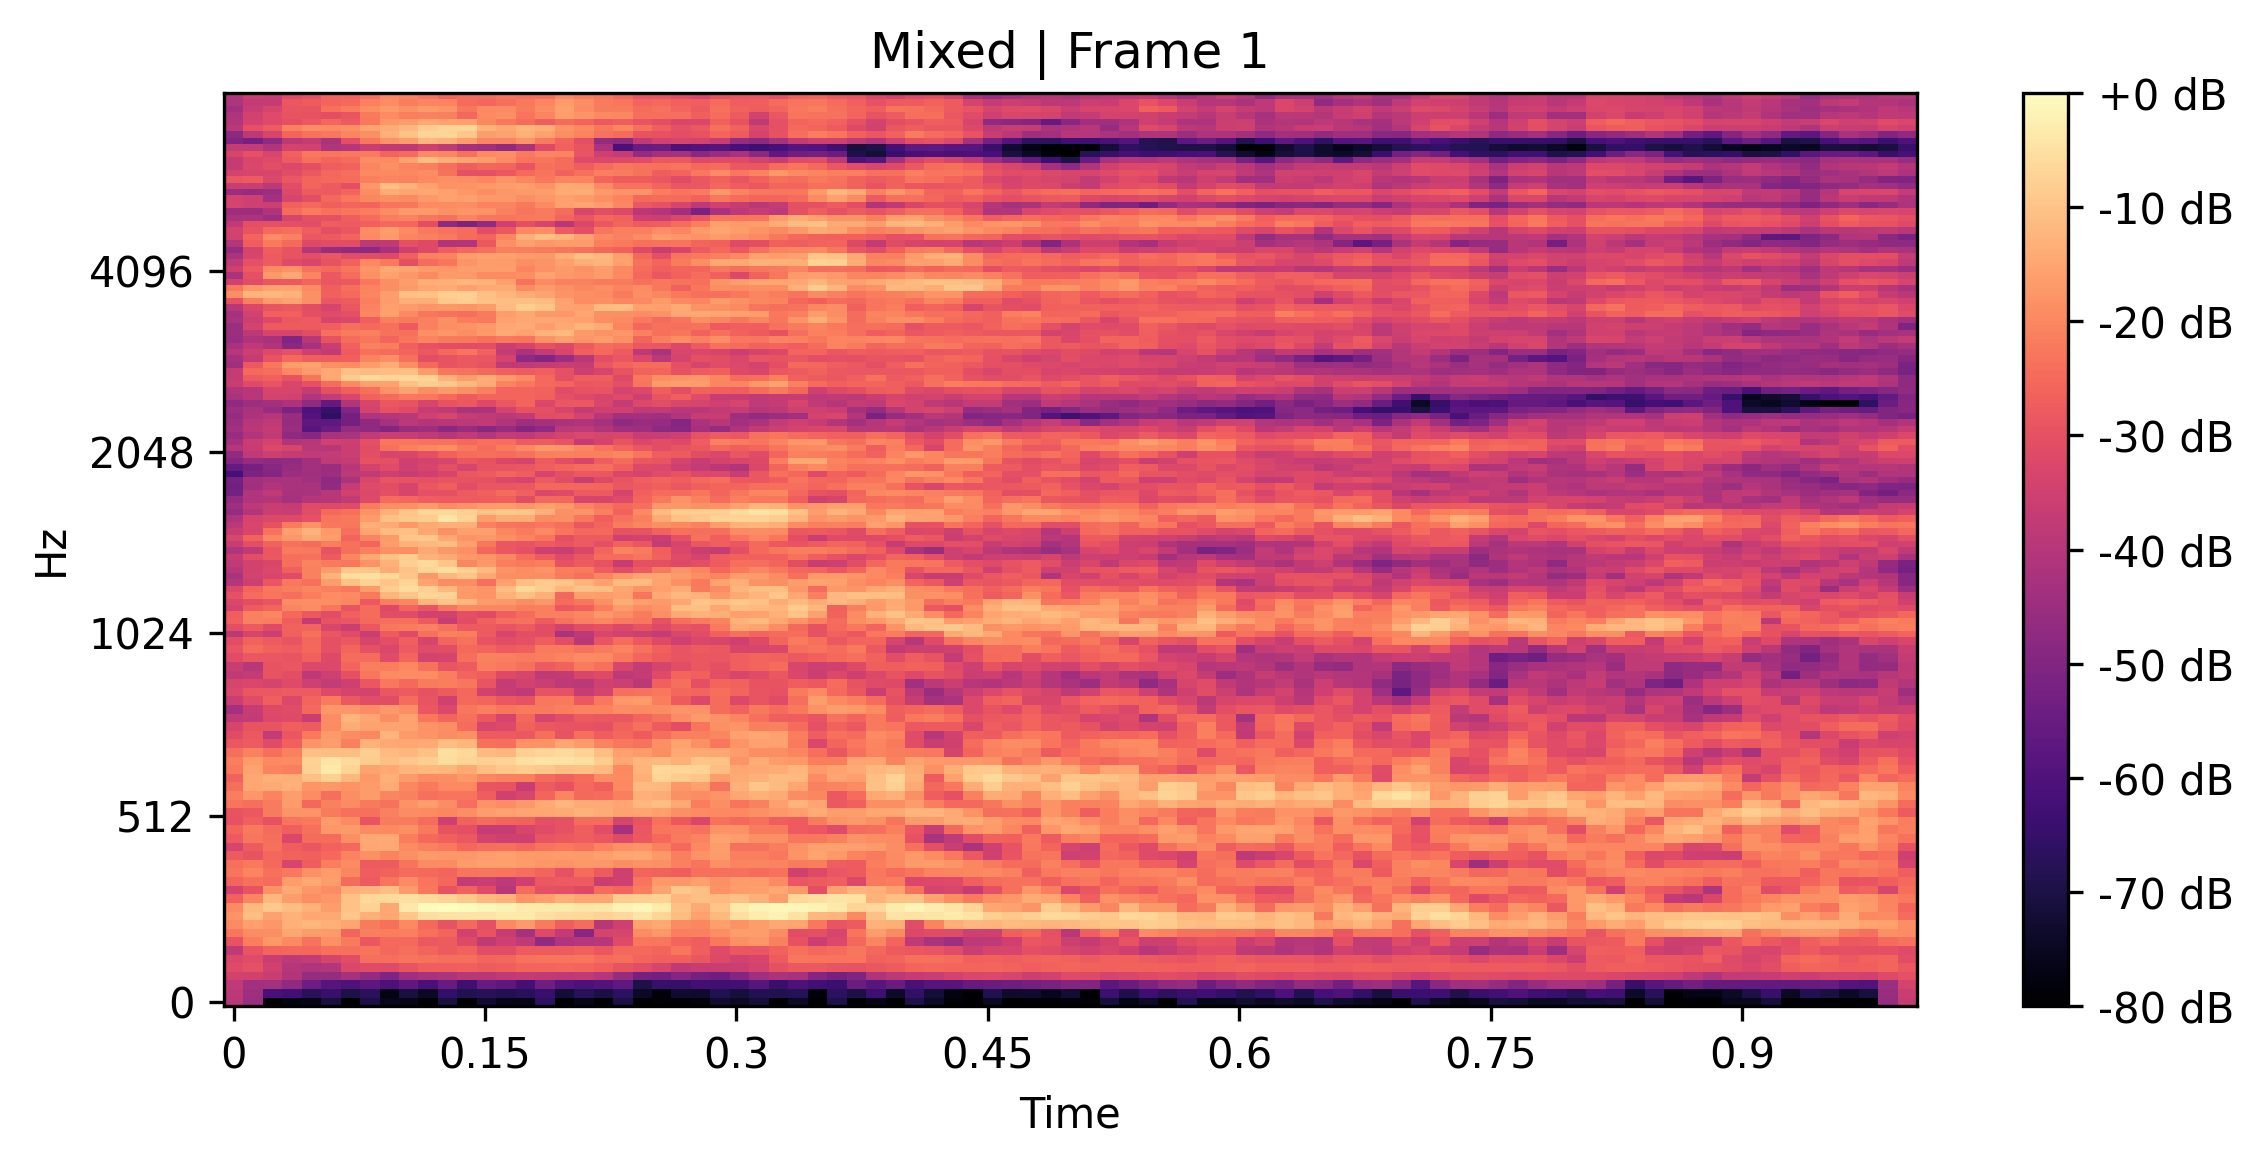 Mixed | Frame 1
+0 dB
-10 dB
-20 dB
-30 dB
-40 dB
-50 dB
-60 dB
-70 dB
-80 dB
4096
2048
1024
512
0
Hz
0 0.15 0.3 0.45 0.6 0.75 0.9
Time